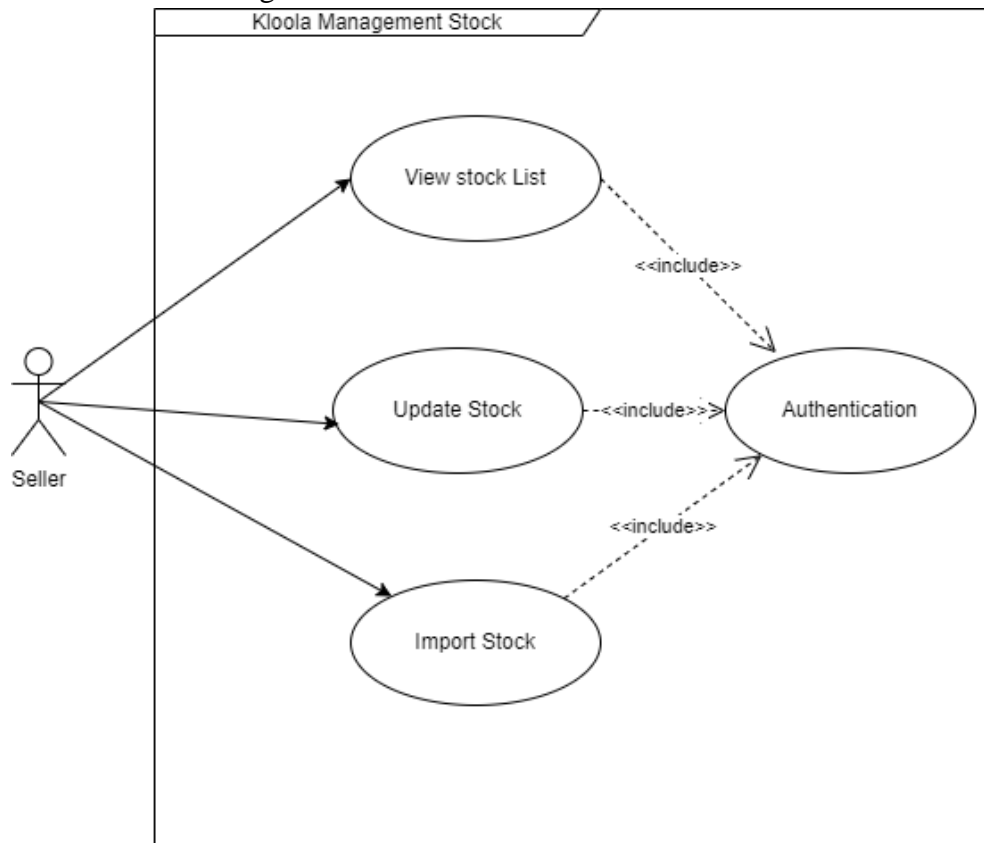 Kloola Management Stock
View stock List
<<include>>
Update Stock
<<include>>
Authentication
Seller
<<include>>
Import Stock